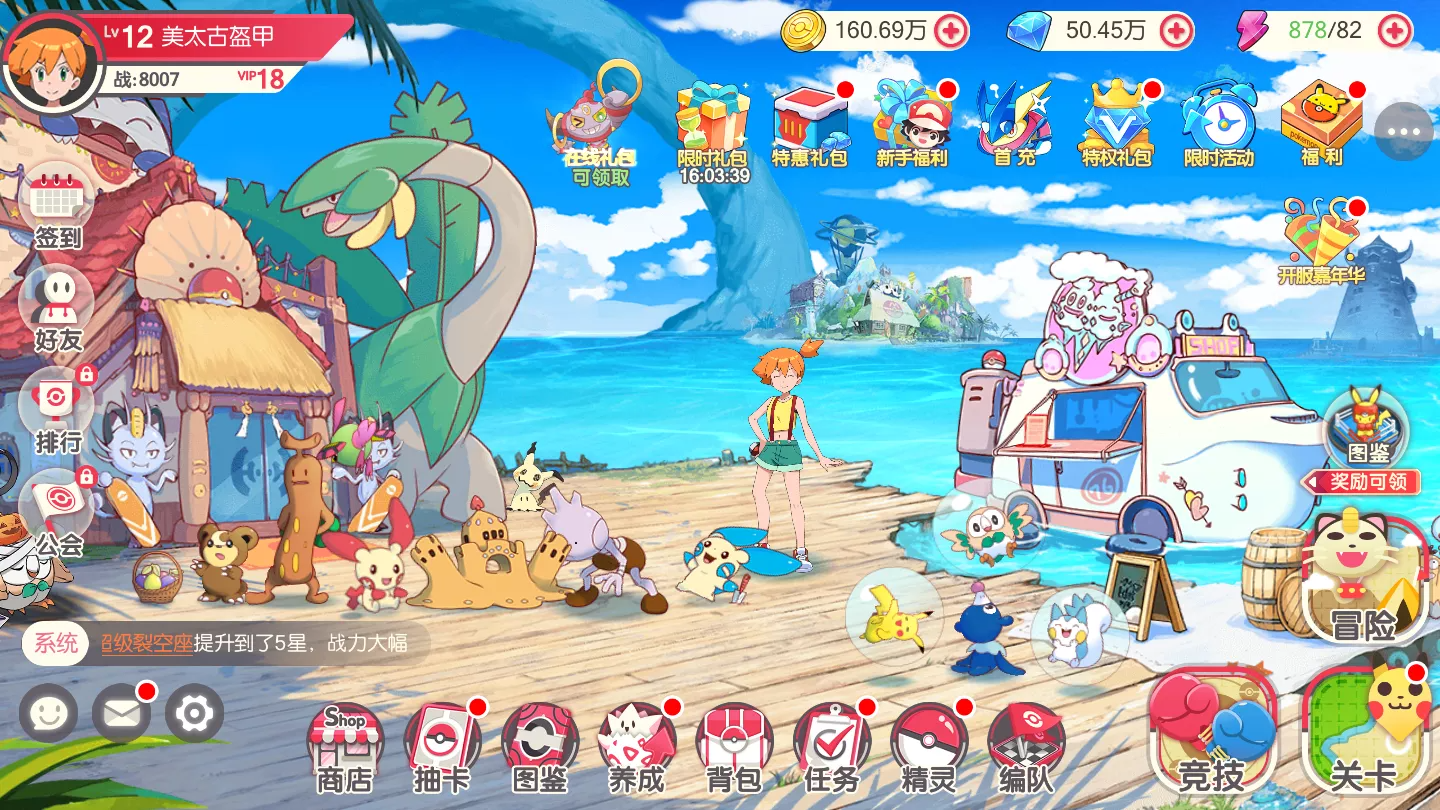 Lv 12 美太古盔甲
战:8007
VIP18
160.69万
50.45万
878/82
在线礼包
可领取
限时礼包
16:03:39
特惠礼包
新手福利
首充
特权礼包
限时活动
福利
开服嘉年华
签到
好友
排行
公会
SHOP
图鉴
奖励可领
冒险
系统
超级裂空座提升到了5星，战力大幅
Shop
商店
抽卡
图鉴
养成
背包
任务
精灵
编队
竞技
关卡